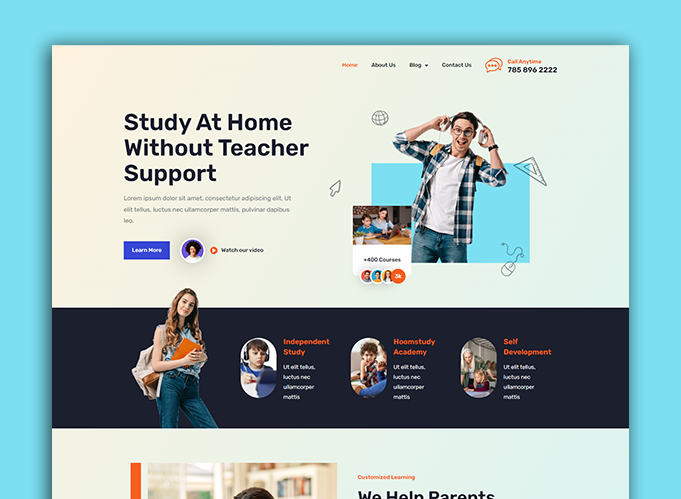 Home About Us Blog Contact Us Call Anytime
785 896 2222
Study At Home
Without Teacher
Support
Lorem ipsum dolor sit amet, consectetur adipiscing elit. Ut
elit tellus, luctus nec ullamcorper mattis, pulvinar dapibus
leo.
Learn More Watch our video
+400 Courses
3k
Independent
Study
Ut elit tellus,
luctus nec
ullamcorper
mattis
Hoomstudy
Academy
Ut elit tellus,
luctus nec
ullamcorper
mattis
Self
Development
Ut elit tellus,
luctus nec
ullamcorper
mattis
Customized Learning
We Help Parents